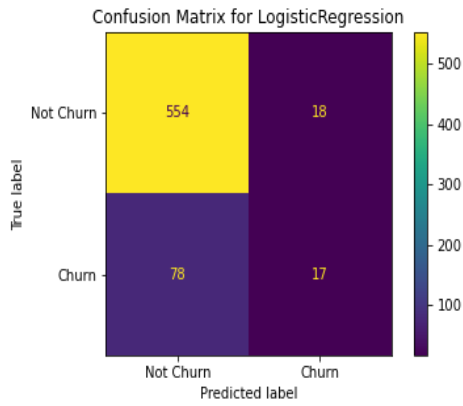 Confusion Matrix for LogisticRegression
Not Churn
Churn
True label
554 18
78 17
Not Churn Churn
Predicted label
500
400
300
200
100